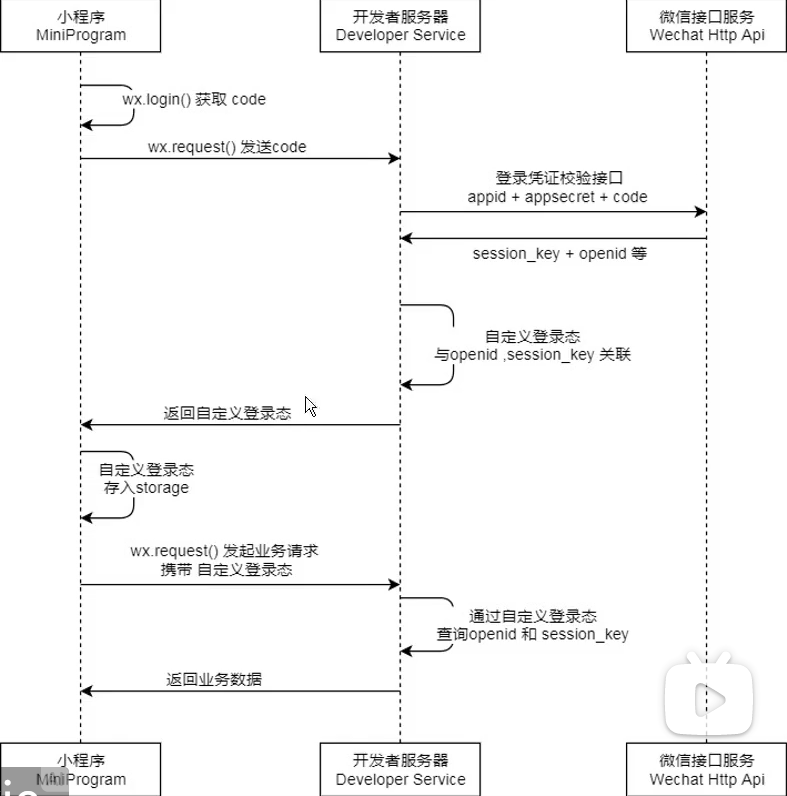 小程序
MiniProgram
开发者服务器
Developer Service
微信接口服务
Wechat Http Api
wx.login() 获取 code
wx.request() 发送code
登录凭证校验接口
appid + appsecret + code
session_key + openid 等
自定义登录态
与openid ,session_key 关联
返回自定义登录态
自定义登录态
存入storage
wx.request() 发起业务请求
携带 自定义登录态
通过自定义登录态
查询openid 和 session_key
返回业务数据
小程序
MiniProgram
开发者服务器
Developer Service
微信接口服务
Wechat Http Api